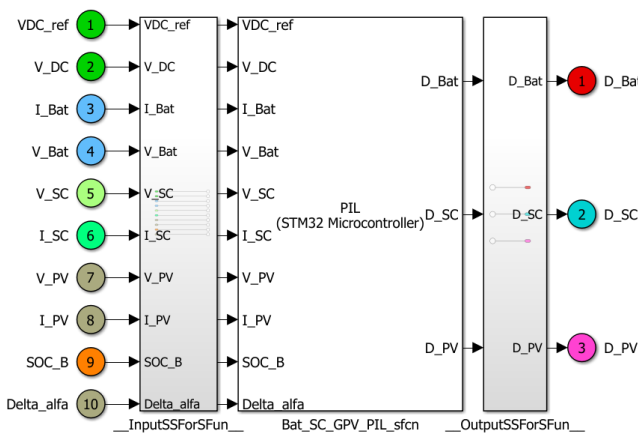 VDC_ref 1 VDC_ref VDC_ref
V_DC 2 V_DC V_DC
D_Bat D_Bat 1 D_Bat
I_Bat 3 I_Bat I_Bat
V_Bat 4 V_Bat V_Bat
V_SC 5 V_SC V_SC
PIL
(STM32 Microcontroller)
D_SC D_SC 2 D_SC
I_SC 6 I_SC I_SC
V_PV 7 V_PV V_PV
I_PV 8 I_PV I_PV
D_PV D_PV 3 D_PV
SOC_B 9 SOC_B SOC_B
Delta_alfa 10 Delta_alfa Delta_alfa
__InputSSForSFun__ Bat_SC_GPV_PIL_sfcn __OutputSSForSFun__